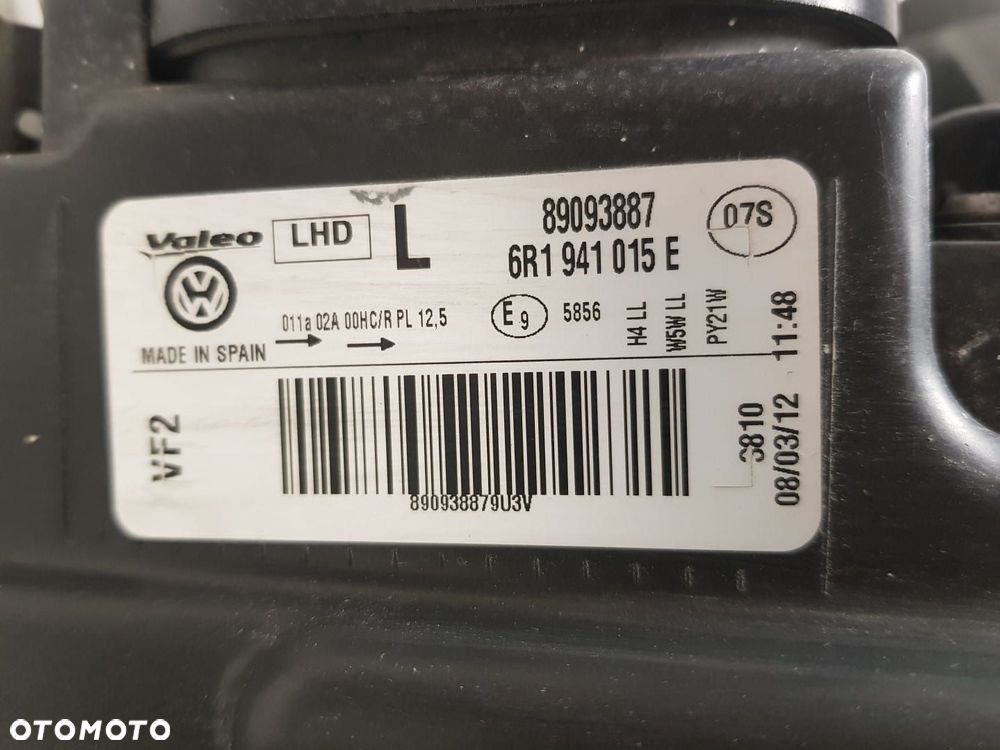 Valeo LHD L 89093887 07S
6R1 941 015 E
011a 02A 00HC/R PL 12,5 E9 5856
H4 LL
W5W LL
PY21W
MADE IN SPAIN
VF2
890938879U3V
3810
08/03/12 11:48
OTOMOTO